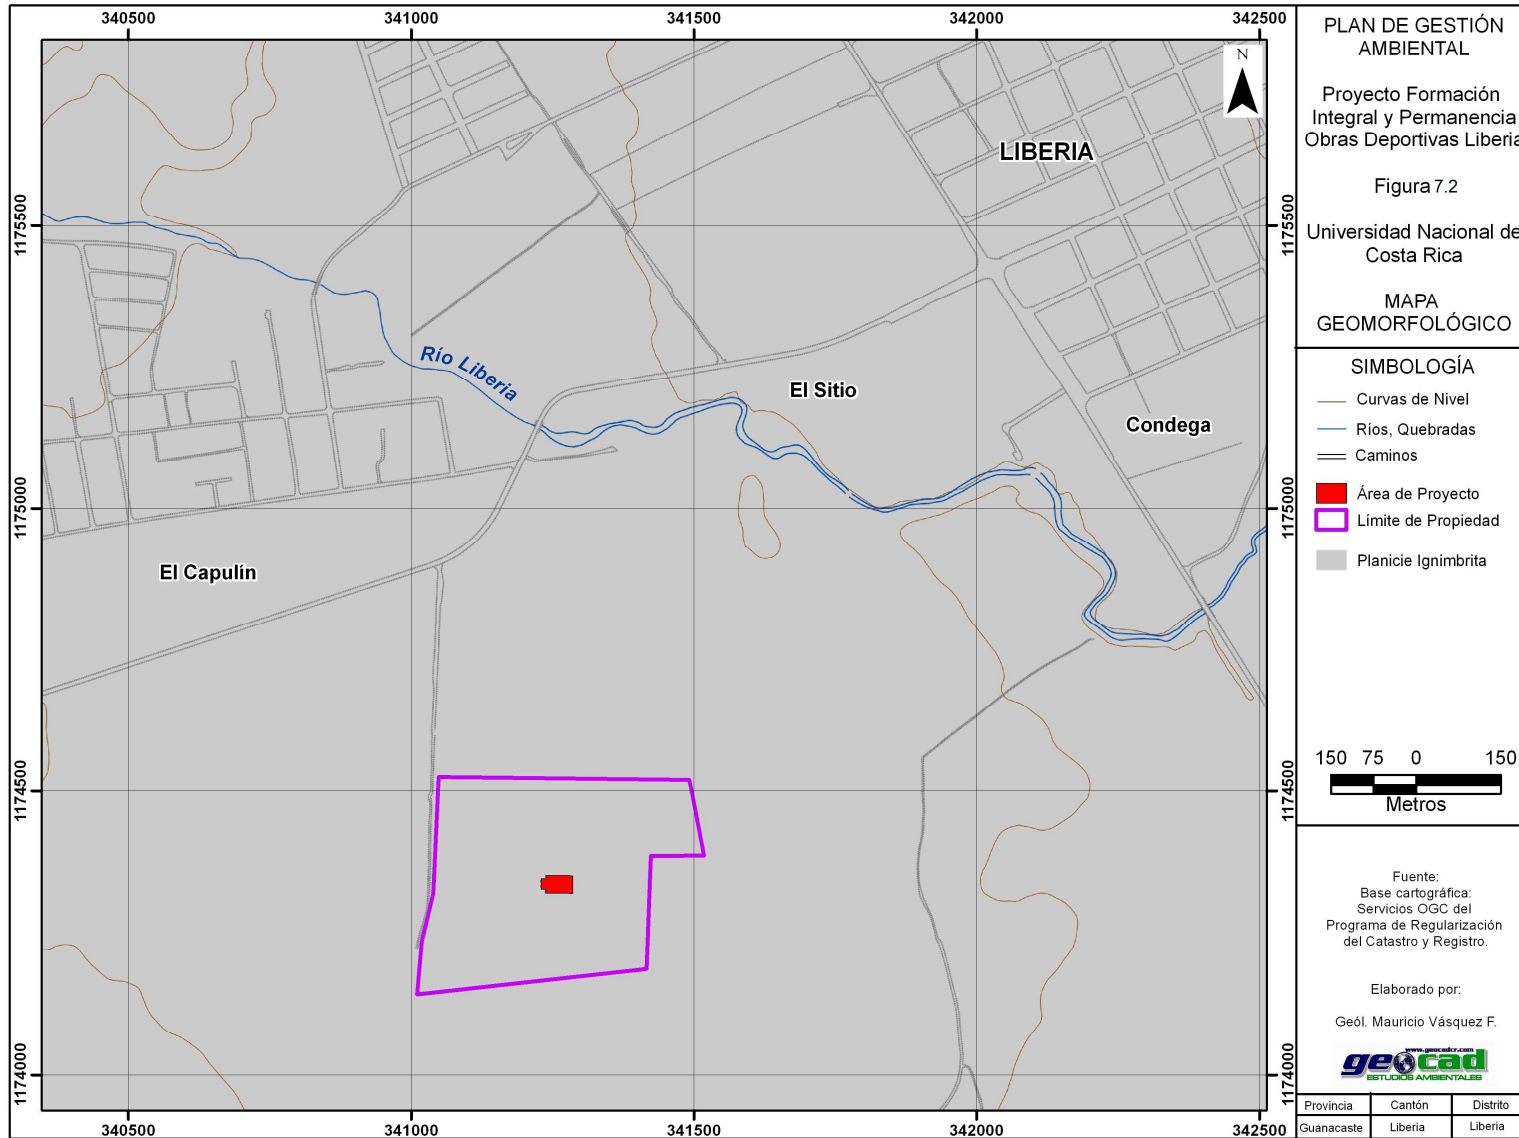 340500
341000
341500
342000
342500
1175500
1175000
1174500
1174000
LIBERIA
Río Liberia
El Sitio
Condega
El Capulín
N
1175500
1175000
1174500
1174000
340500
341000
341500
342000
342500
PLAN DE GESTIÓN
AMBIENTAL
Proyecto Formación
Integral y Permanencia
Obras Deportivas Liberia
Figura 7.2
Universidad Nacional de
Costa Rica
MAPA
GEOMORFOLÓGICO
SIMBOLOGÍA
Curvas de Nivel
Ríos, Quebradas
Caminos
Área de Proyecto
Límite de Propiedad
Planicie Ignimbrita
150 75 0 150
Metros
Fuente:
Base cartográfica:
Servicios OGC del
Programa de Regularización
del Catastro y Registro.
Elaborado por:
Geól. Mauricio Vásquez F.
www.geocadcr.com
geocad
ESTUDIOS AMBIENTALES
Provincia Cantón Distrito
Guanacaste Liberia Liberia